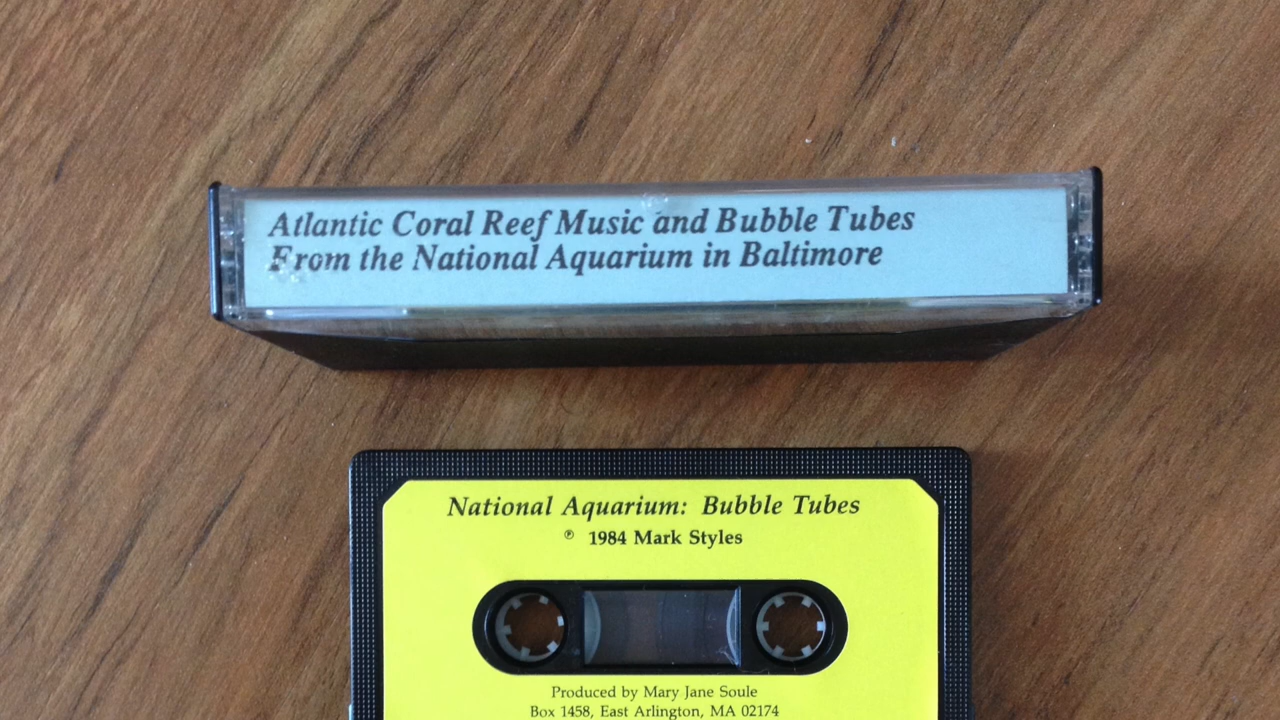 Atlantic Coral Reef Music and Bubble Tubes
From the National Aquarium in Baltimore
National Aquarium: Bubble Tubes
℗ 1984 Mark Styles
Produced by Mary Jane Soule
Box 1458, East Arlington, MA 02174